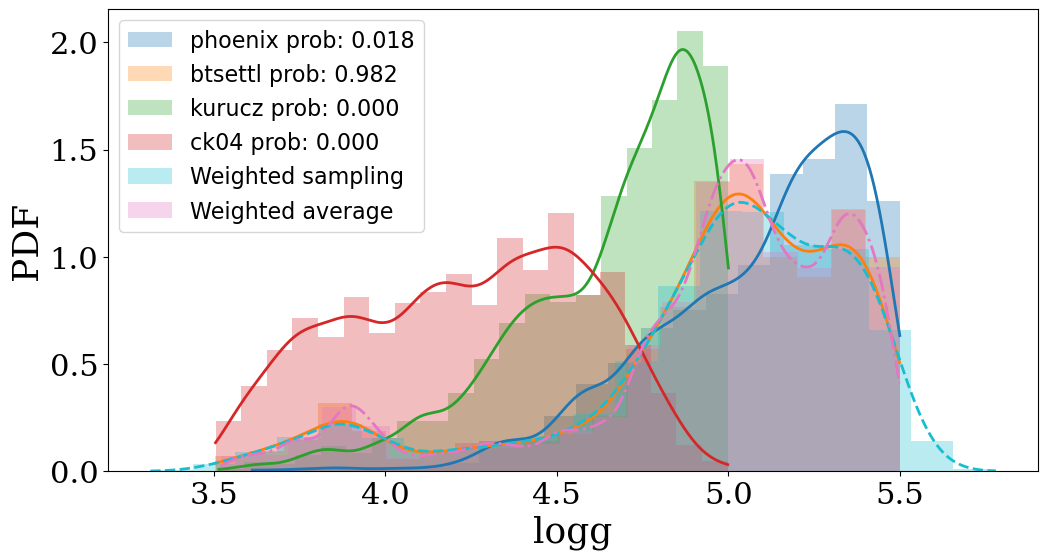 phoenix prob: 0.018
btsettl prob: 0.982
kurucz prob: 0.000
ck04 prob: 0.000
Weighted sampling
Weighted average
PDF
2.0
1.5
1.0
0.5
0.0
3.5 4.0 4.5 5.0 5.5
logg